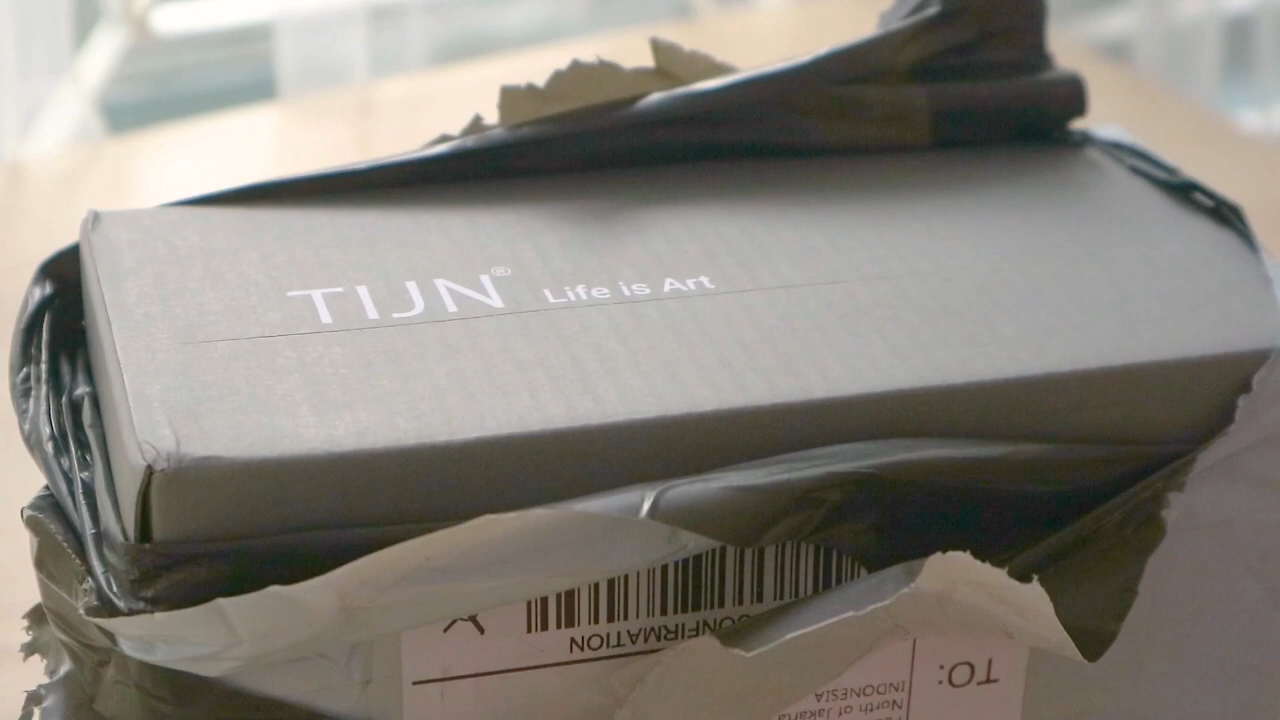 TIJN® Life is Art
CONFIRMATION
TO:
North of Jakarta
INDONESIA